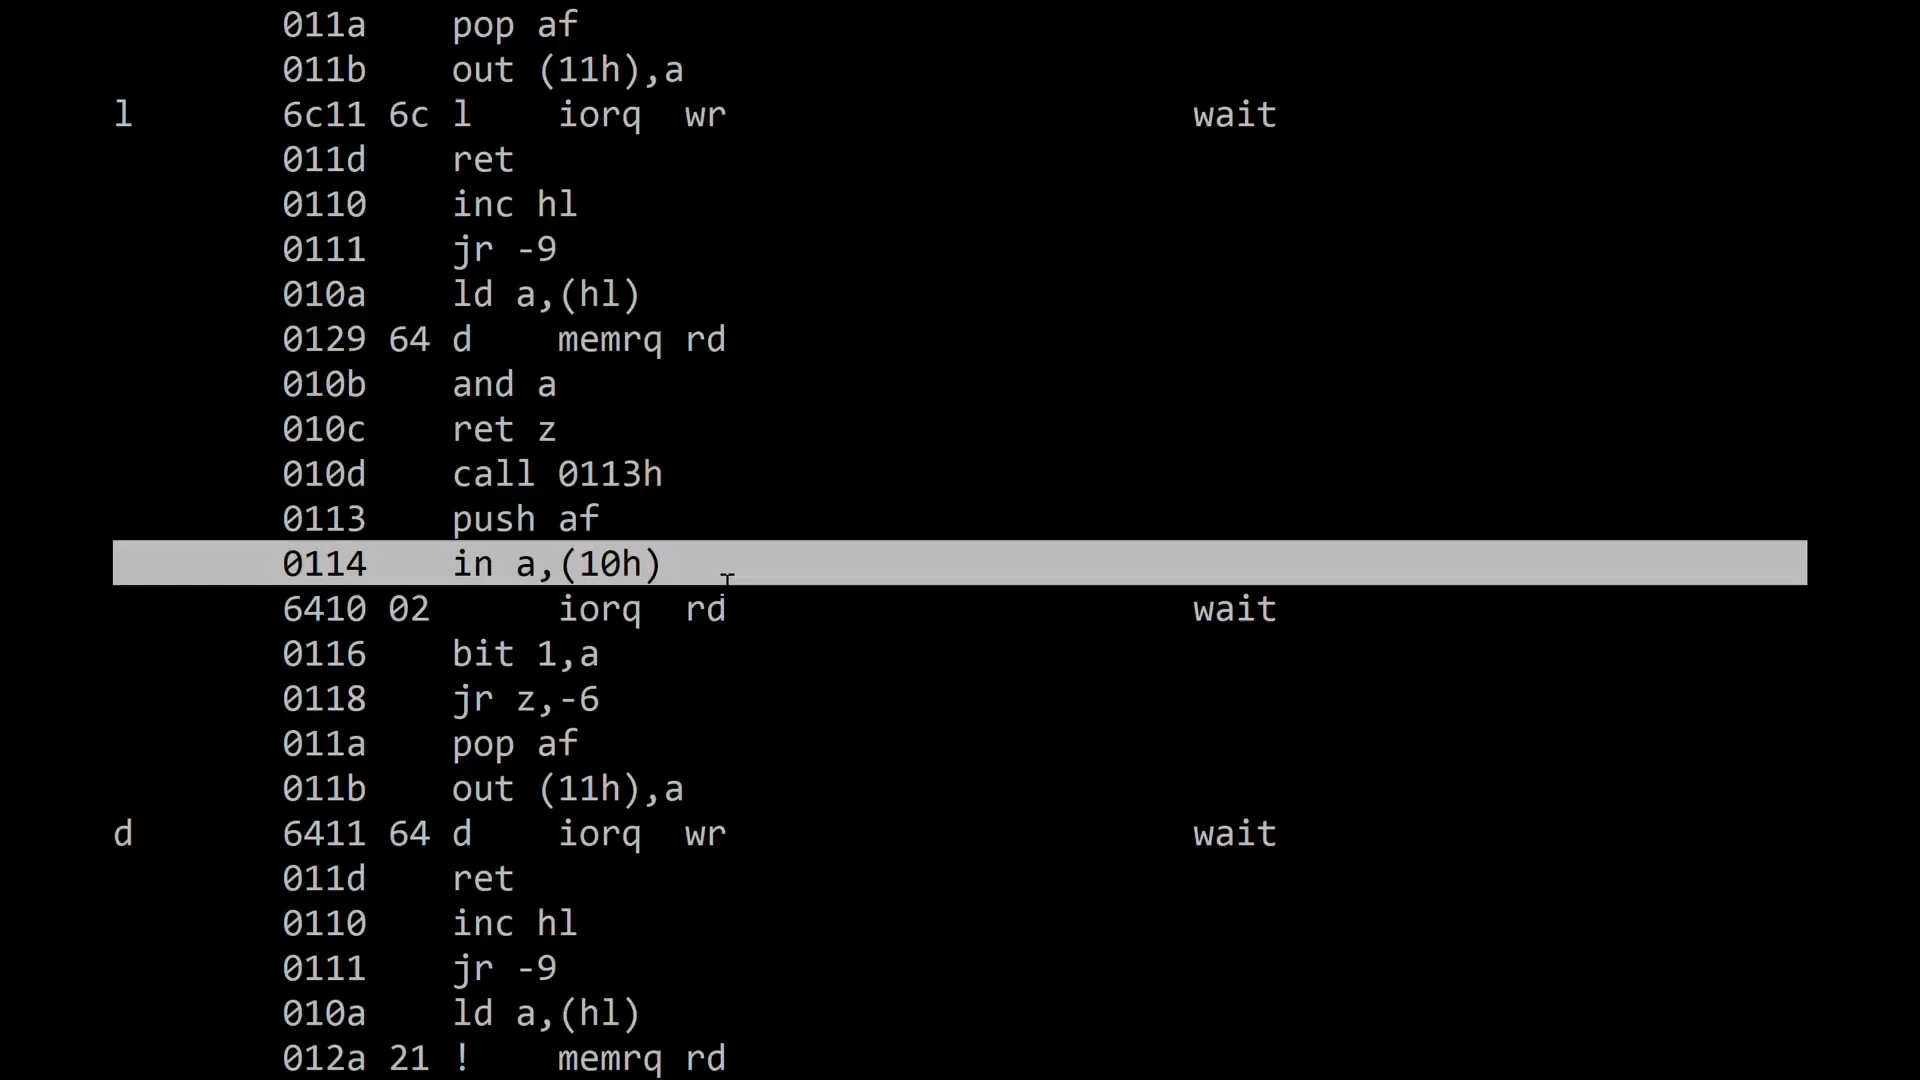 011a pop af
011b out (11h),a
l 6c11 6c l iorq wr wait
011d ret
0110 inc hl
0111 jr -9
010a ld a,(hl)
0129 64 d memrq rd
010b and a
010c ret z
010d call 0113h
0113 push af
0114 in a,(10h)
6410 02 iorq rd wait
0116 bit 1,a
0118 jr z,-6
011a pop af
011b out (11h),a
d 6411 64 d iorq wr wait
011d ret
0110 inc hl
0111 jr -9
010a ld a,(hl)
012a 21 ! memrq rd